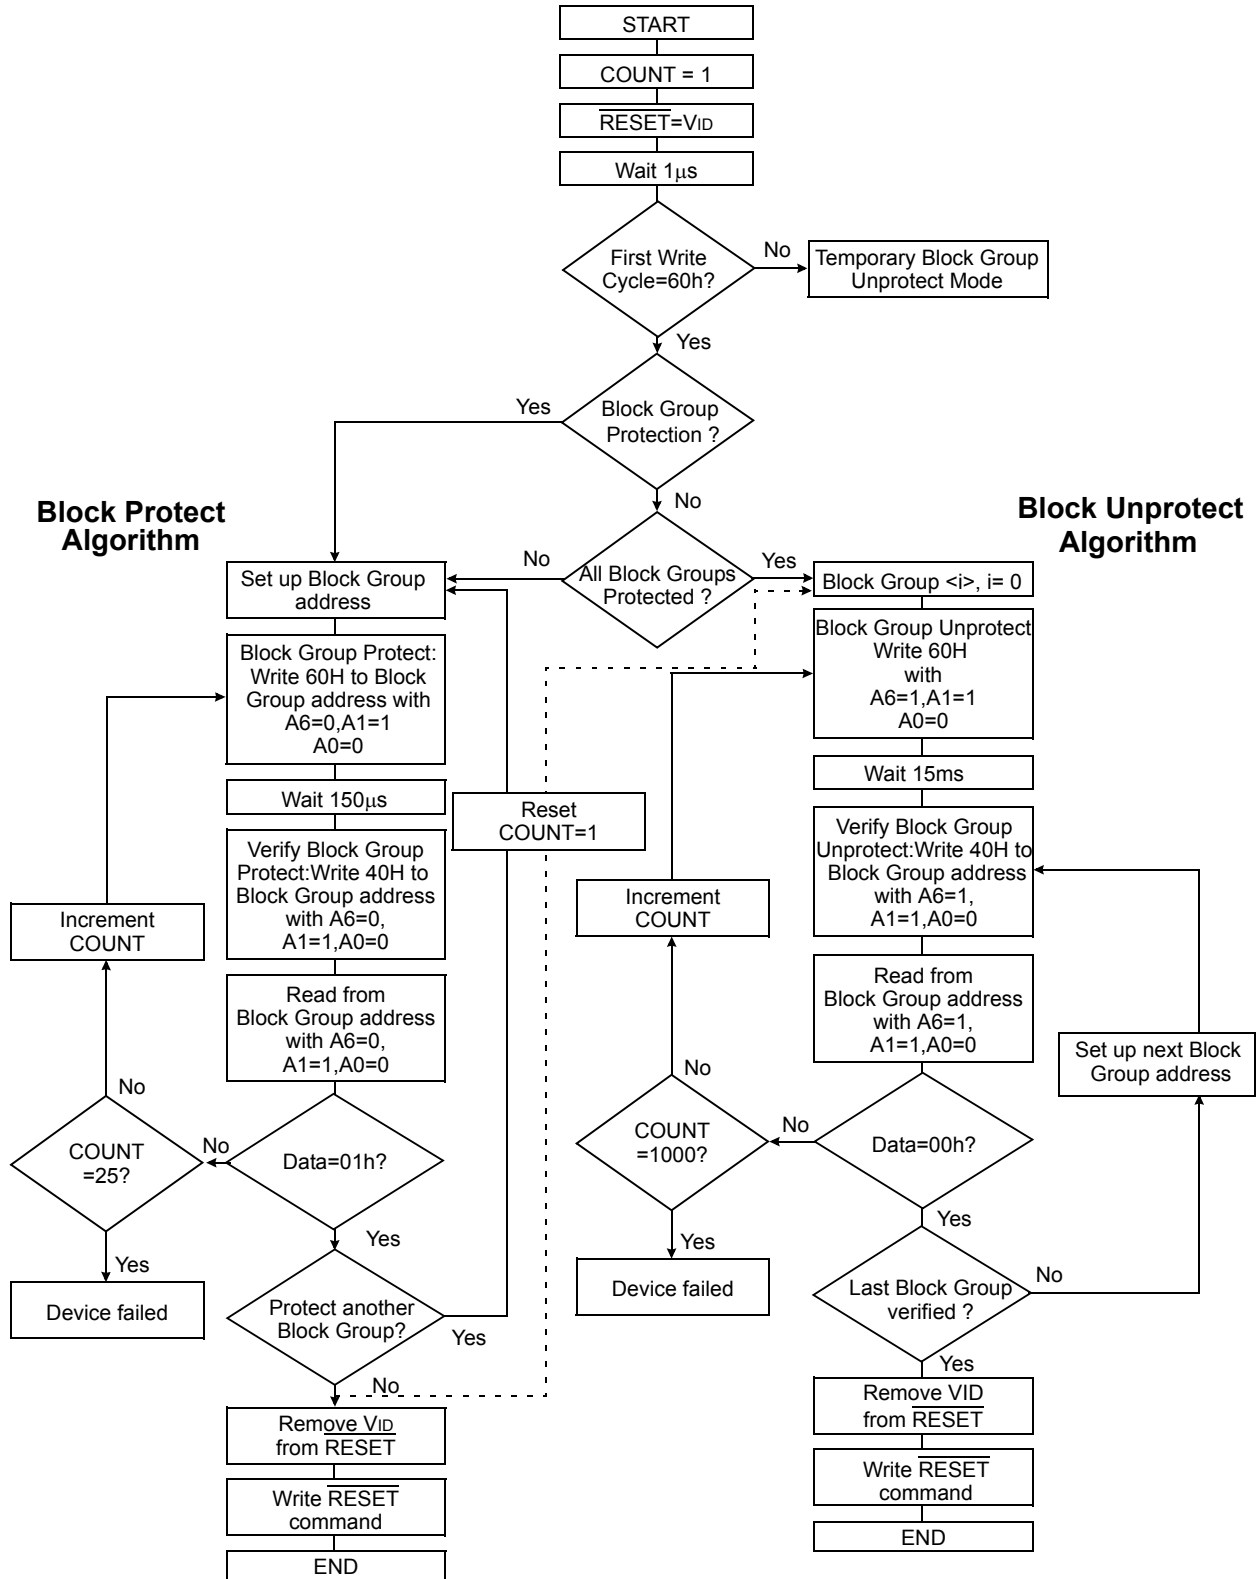 START
COUNT = 1
RESET=VID
Wait 1μs
First Write
Cycle=60h?
No
Temporary Block Group
Unprotect Mode
Yes
Block Group
Protection ?
Yes
No
Block Protect
Algorithm
Block Unprotect
Algorithm
All Block Groups
Protected ?
No
Yes
Set up Block Group
address
Block Group Protect:
Write 60H to Block
Group address with
A6=0,A1=1
A0=0
Wait 150μs
Reset
COUNT=1
Verify Block Group
Protect:Write 40H to
Block Group address
with A6=0,
A1=1,A0=0
Increment
COUNT
Read from
Block Group address
with A6=0,
A1=1,A0=0
No
COUNT
=25?
No
Data=01h?
Yes
Yes
Device failed
Protect another
Block Group?
Yes
No
Remove VID
from RESET
Write RESET
command
END
Block Group <i>, i= 0
Block Group Unprotect
Write 60H
with
A6=1,A1=1
A0=0
Wait 15ms
Verify Block Group
Unprotect:Write 40H to
Block Group address
with A6=1,
A1=1,A0=0
Increment
COUNT
Read from
Block Group address
with A6=1,
A1=1,A0=0
Set up next Block
Group address
No
COUNT
=1000?
No
Data=00h?
Yes
Yes
Device failed
Last Block Group
verified ?
No
Yes
Remove VID
from RESET
Write RESET
command
END